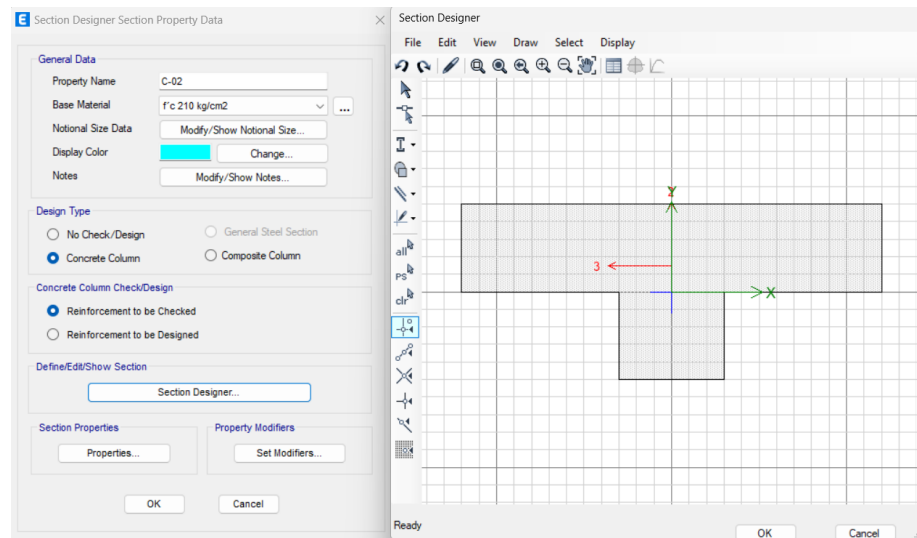 E Section Designer Section Property Data
General Data
Property Name C-02
Base Material f´c 210 kg/cm2 ...
Notional Size Data Modify/Show Notional Size...
Display Color Change...
Notes Modify/Show Notes...
Design Type
No Check/Design General Steel Section
Concrete Column Composite Column
Concrete Column Check/Design
Reinforcement to be Checked
Reinforcement to be Designed
Define/Edit/Show Section
Section Designer...
Section Properties Property Modifiers
Properties... Set Modifiers...
OK Cancel
Section Designer
File Edit View Draw Select Display
all
PS
clr
Y
3
X
Ready
OK Cancel